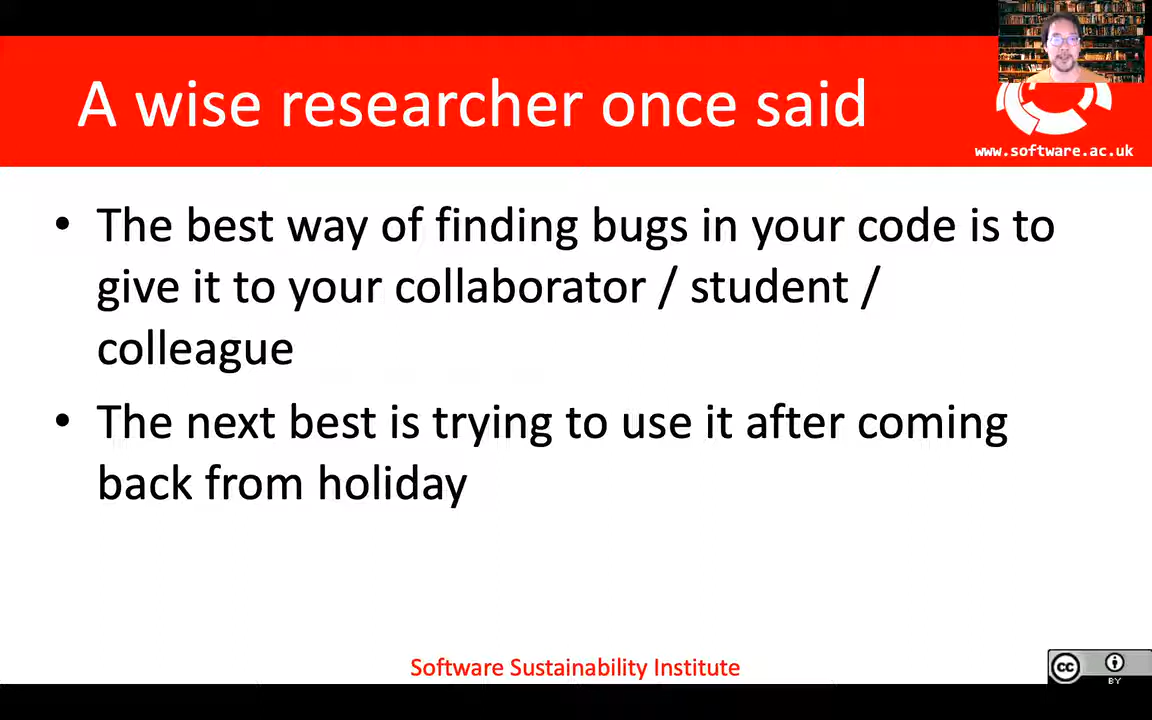 A wise researcher once said
www.software.ac.uk
• The best way of finding bugs in your code is to
give it to your collaborator / student /
colleague
• The next best is trying to use it after coming
back from holiday
Software Sustainability Institute
cc
BY